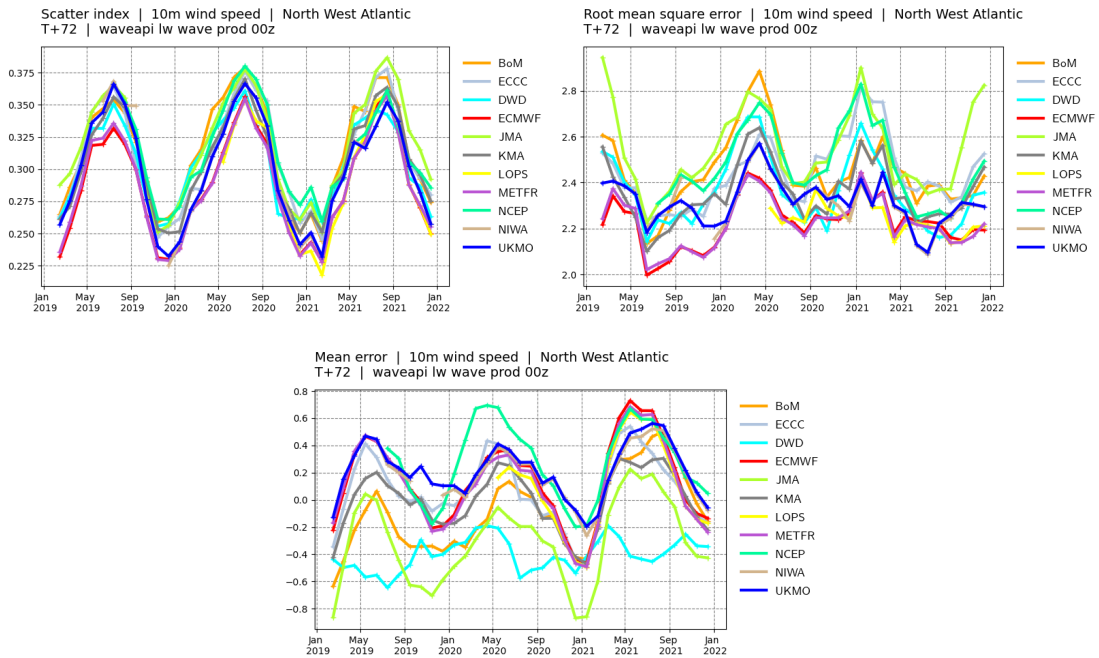 Scatter index | 10m wind speed | North West Atlantic
T+72 | waveapi lw wave prod 00z
0.375
0.350
0.325
0.300
0.275
0.250
0.225
Jan 2019
May 2019
Sep 2019
Jan 2020
May 2020
Sep 2020
Jan 2021
May 2021
Sep 2021
Jan 2022
BoM
ECCC
DWD
ECMWF
JMA
KMA
LOPS
METFR
NCEP
NIWA
UKMO
Root mean square error | 10m wind speed | North West Atlantic
T+72 | waveapi lw wave prod 00z
2.8
2.6
2.4
2.2
2.0
Jan 2019
May 2019
Sep 2019
Jan 2020
May 2020
Sep 2020
Jan 2021
May 2021
Sep 2021
Jan 2022
BoM
ECCC
DWD
ECMWF
JMA
KMA
LOPS
METFR
NCEP
NIWA
UKMO
Mean error | 10m wind speed | North West Atlantic
T+72 | waveapi lw wave prod 00z
0.8
0.6
0.4
0.2
0.0
−0.2
−0.4
−0.6
−0.8
Jan 2019
May 2019
Sep 2019
Jan 2020
May 2020
Sep 2020
Jan 2021
May 2021
Sep 2021
Jan 2022
BoM
ECCC
DWD
ECMWF
JMA
KMA
LOPS
METFR
NCEP
NIWA
UKMO